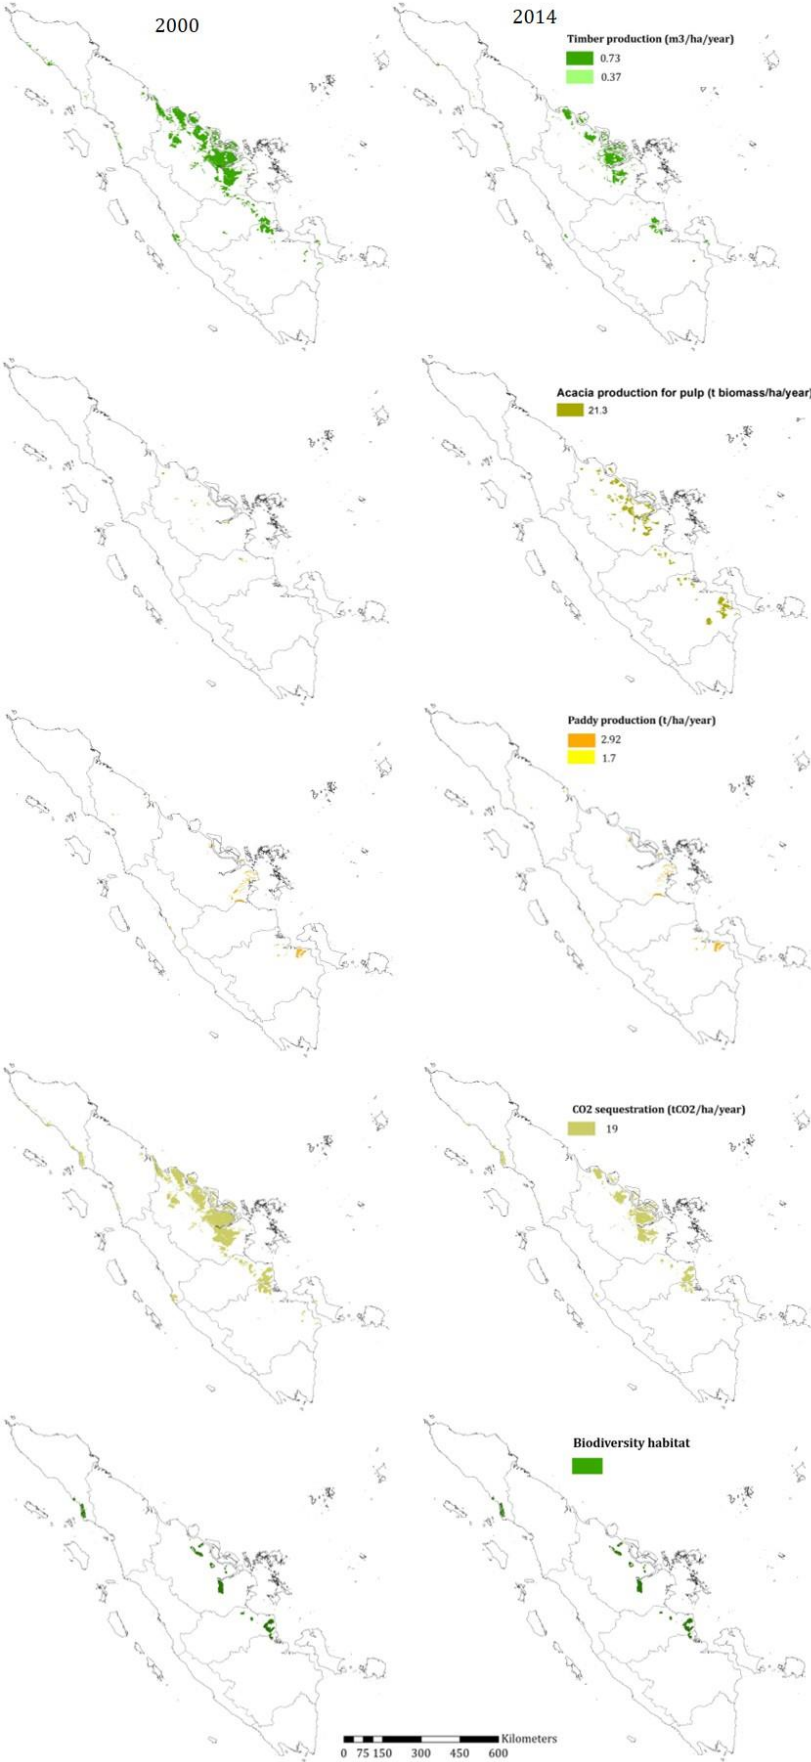 2000
2014
Timber production (m3/ha/year)
0.73
0.37
Acacia production for pulp (t biomass/ha/year)
21.3
Paddy production (t/ha/year)
2.92
1.7
CO2 sequestration (tCO2/ha/year)
19
Biodiversity habitat
Kilometers
0 75 150 300 450 600